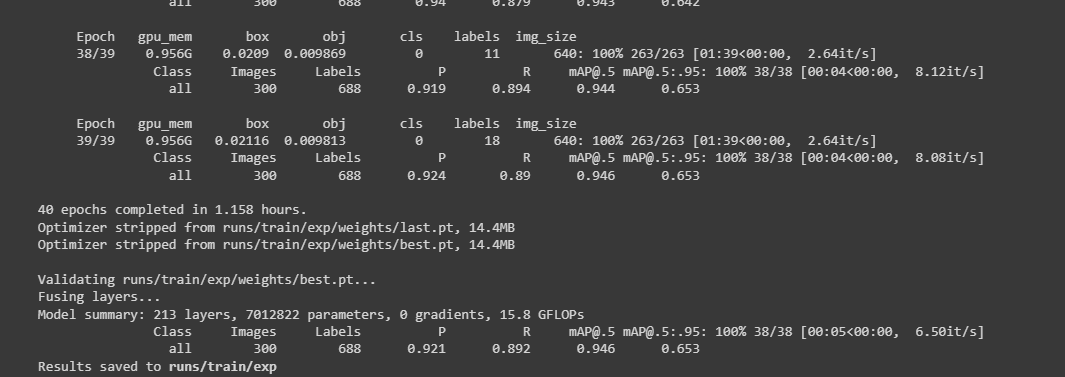 all 300 688 0.94 0.879 0.943 0.642
Epoch gpu_mem box obj cls labels img_size
38/39 0.956G 0.0209 0.009869 0 11 640: 100% 263/263 [01:39<00:00, 2.64it/s]
Class Images Labels P R mAP@.5 mAP@.5:.95: 100% 38/38 [00:04<00:00, 8.12it/s]
all 300 688 0.919 0.894 0.944 0.653
Epoch gpu_mem box obj cls labels img_size
39/39 0.956G 0.02116 0.009813 0 18 640: 100% 263/263 [01:39<00:00, 2.64it/s]
Class Images Labels P R mAP@.5 mAP@.5:.95: 100% 38/38 [00:04<00:00, 8.08it/s]
all 300 688 0.924 0.89 0.946 0.653
40 epochs completed in 1.158 hours.
Optimizer stripped from runs/train/exp/weights/last.pt, 14.4MB
Optimizer stripped from runs/train/exp/weights/best.pt, 14.4MB
Validating runs/train/exp/weights/best.pt...
Fusing layers...
Model summary: 213 layers, 7012822 parameters, 0 gradients, 15.8 GFLOPs
Class Images Labels P R mAP@.5 mAP@.5:.95: 100% 38/38 [00:05<00:00, 6.50it/s]
all 300 688 0.921 0.892 0.946 0.653
Results saved to runs/train/exp